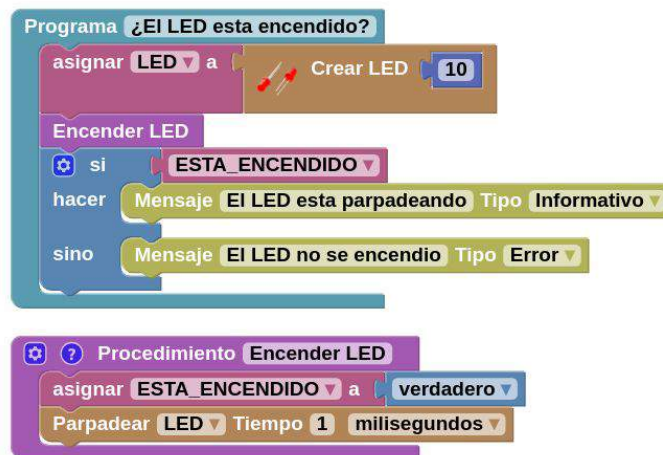 Programa ¿El LED esta encendido?
asignar LED a Crear LED 10
Encender LED
si ESTA_ENCENDIDO
hacer Mensaje El LED esta parpadeando Tipo Informativo
sino Mensaje El LED no se encendio Tipo Error
? Procedimiento Encender LED
asignar ESTA_ENCENDIDO a verdadero
Parpadear LED Tiempo 1 milisegundos